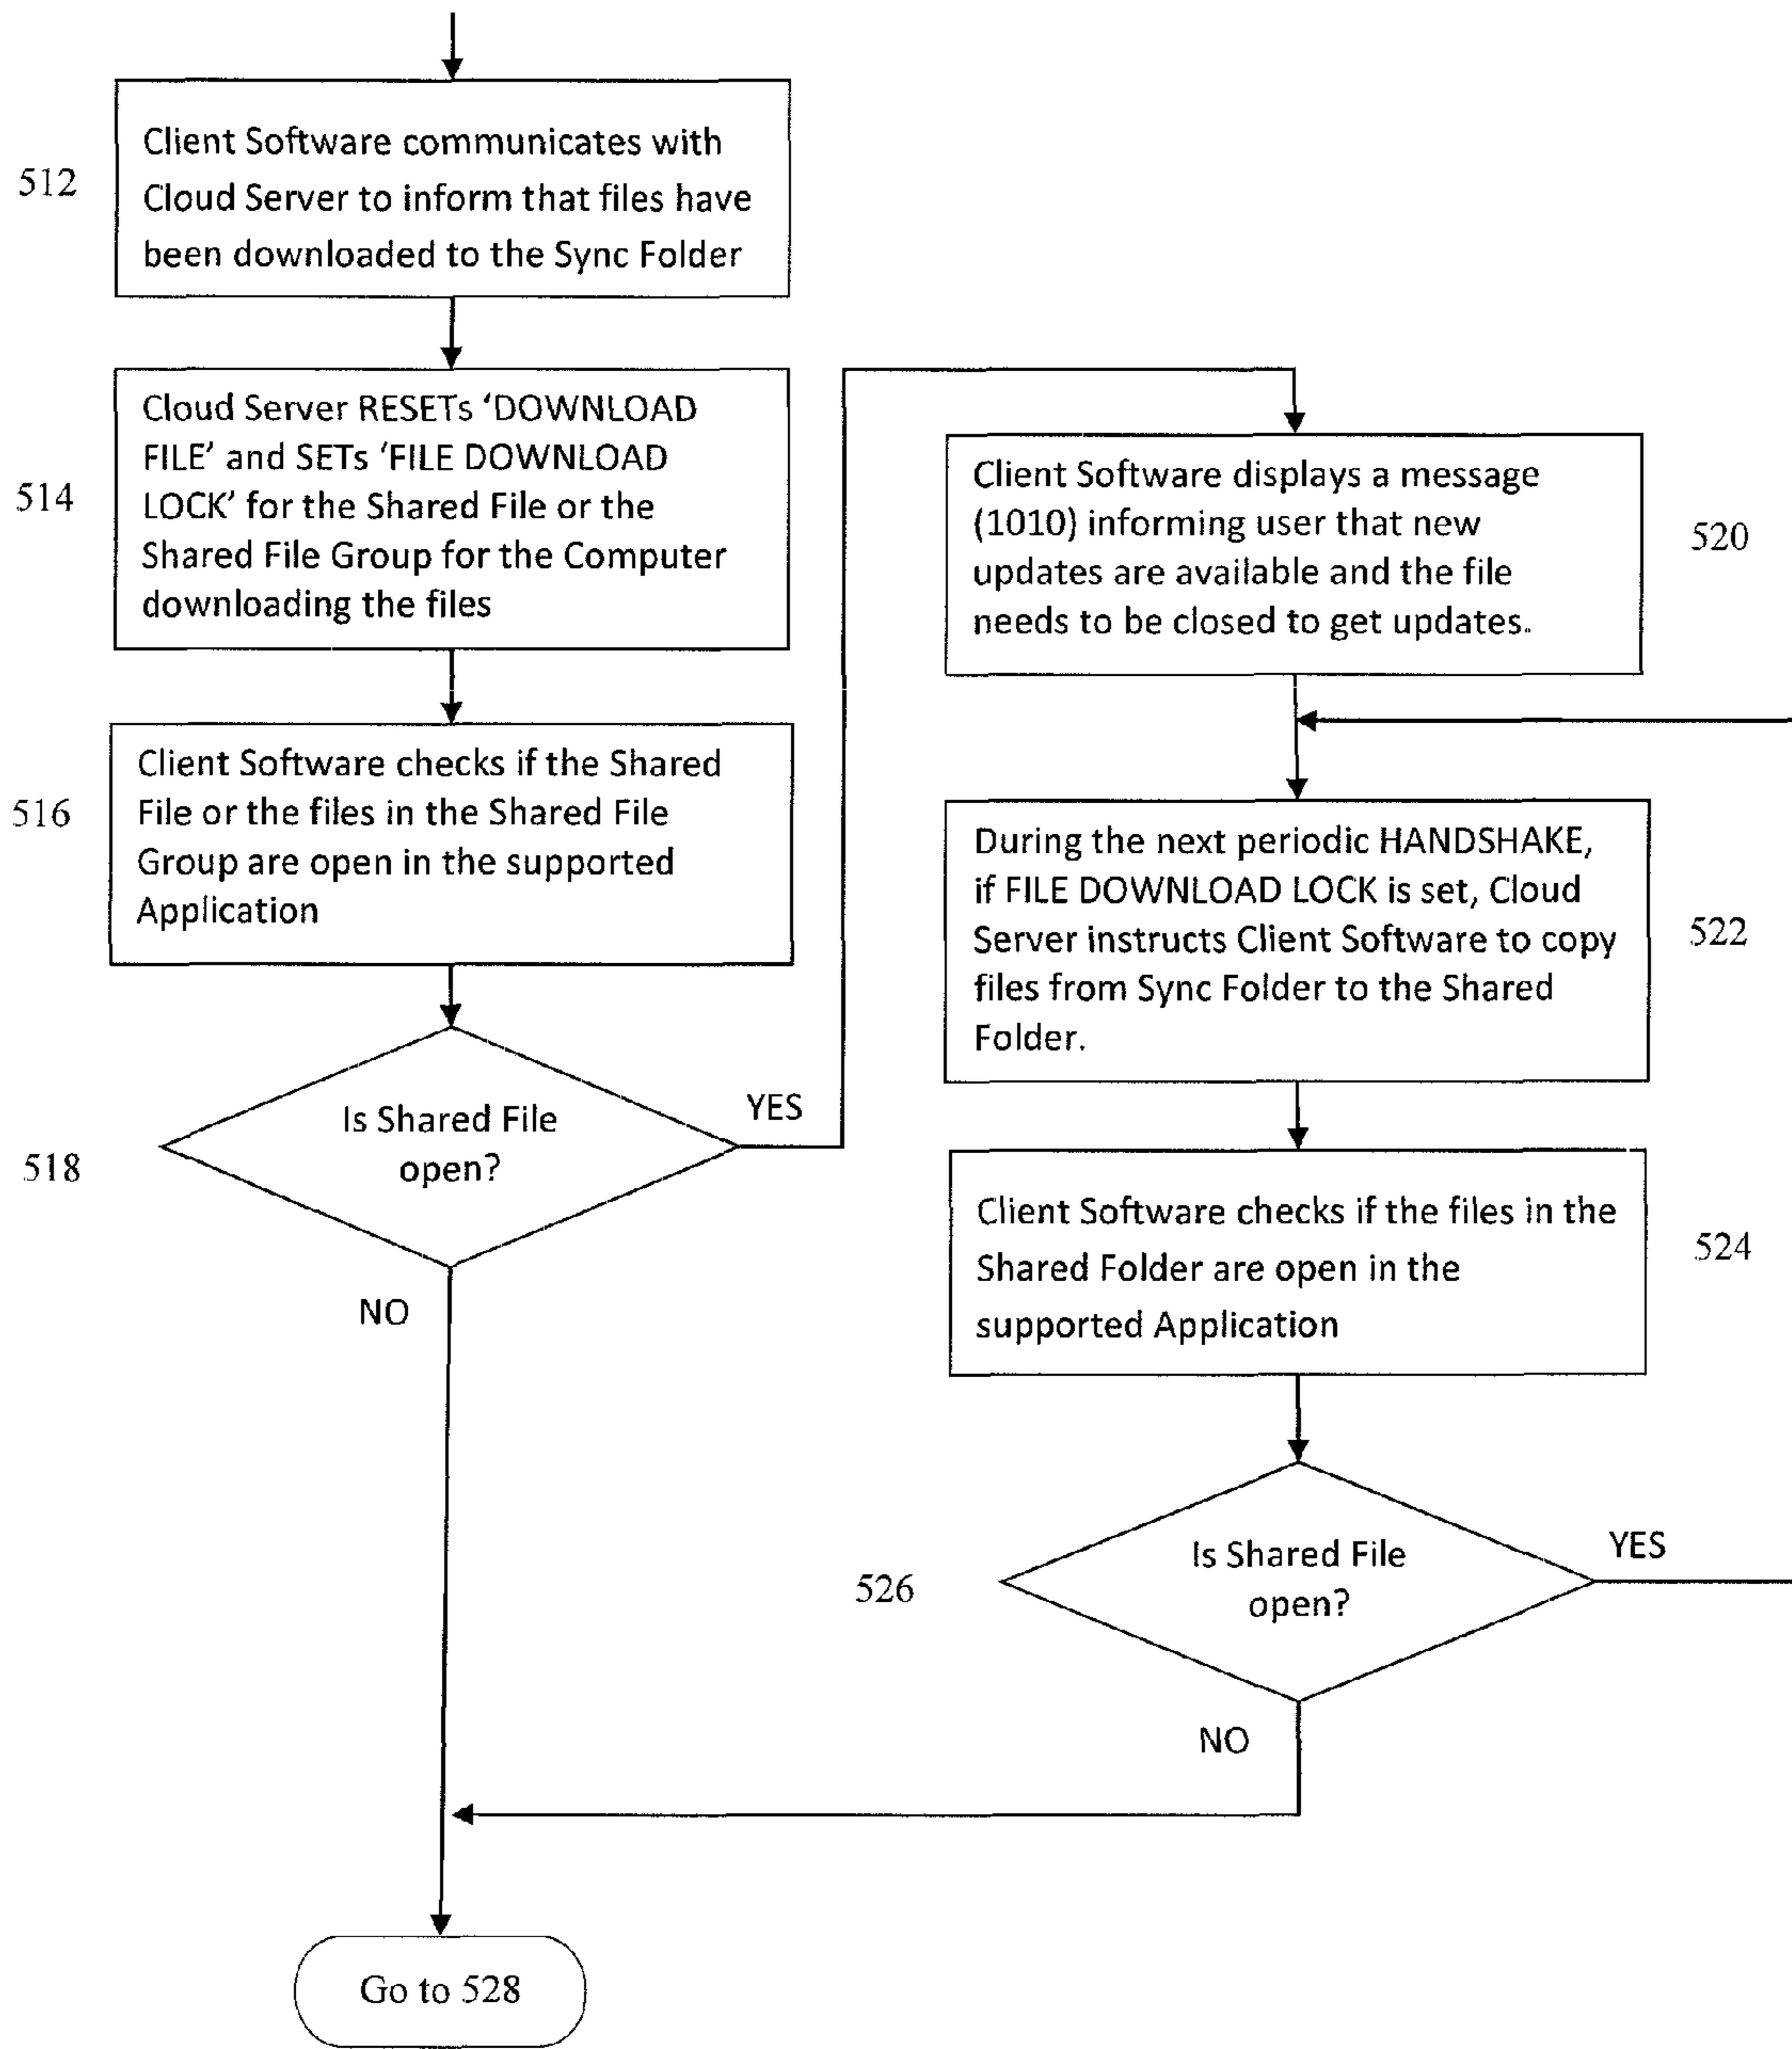 512
Client Software communicates with
Cloud Server to inform that files have
been downloaded to the Sync Folder
514
Cloud Server RESETs ‘DOWNLOAD
FILE’ and SETs ‘FILE DOWNLOAD
LOCK’ for the Shared File or the
Shared File Group for the Computer
downloading the files
516
Client Software checks if the Shared
File or the files in the Shared File
Group are open in the supported
Application
518
Is Shared File
open?
YES
NO
520
Client Software displays a message
(1010) informing user that new
updates are available and the file
needs to be closed to get updates.
522
During the next periodic HANDSHAKE,
if FILE DOWNLOAD LOCK is set, Cloud
Server instructs Client Software to copy
files from Sync Folder to the Shared
Folder.
524
Client Software checks if the files in the
Shared Folder are open in the
supported Application
526
Is Shared File
open?
YES
NO
Go to 528